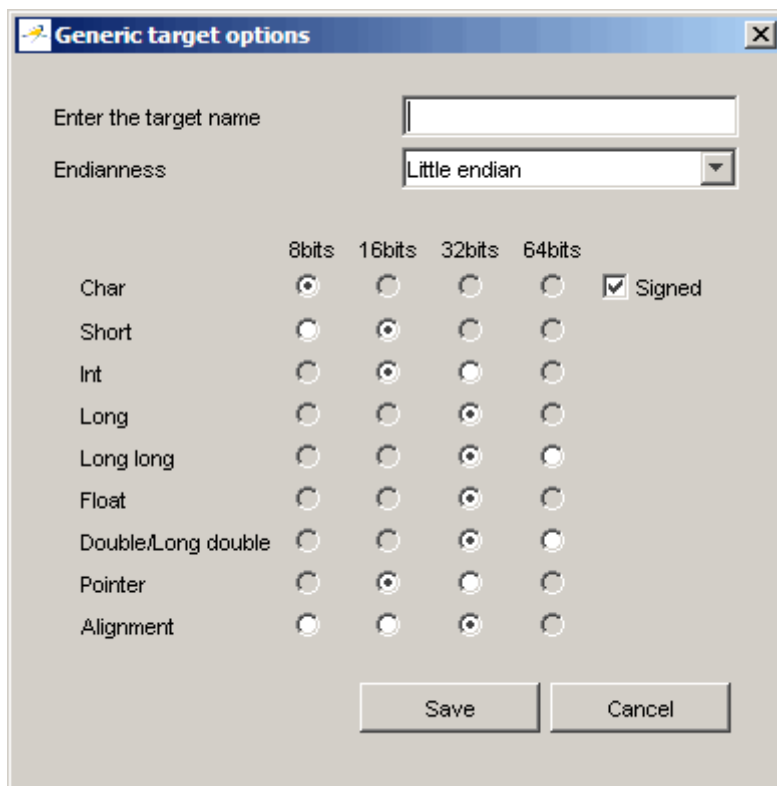 Generic target options
Enter the target name
Endianness Little endian
8bits 16bits 32bits 64bits
Char Signed
Short
Int
Long
Long long
Float
Double/Long double
Pointer
Alignment
Save Cancel